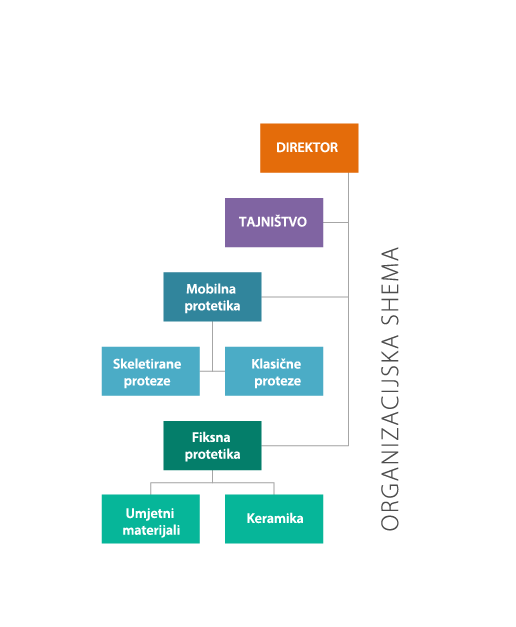 DIREKTOR
TAJNIŠTVO
Mobilna
protetika
Skeletirane
proteze
Klasične
proteze
Fiksna
protetika
Umjetni
materijali
Keramika
ORGANIZACIJSKA SHEMA